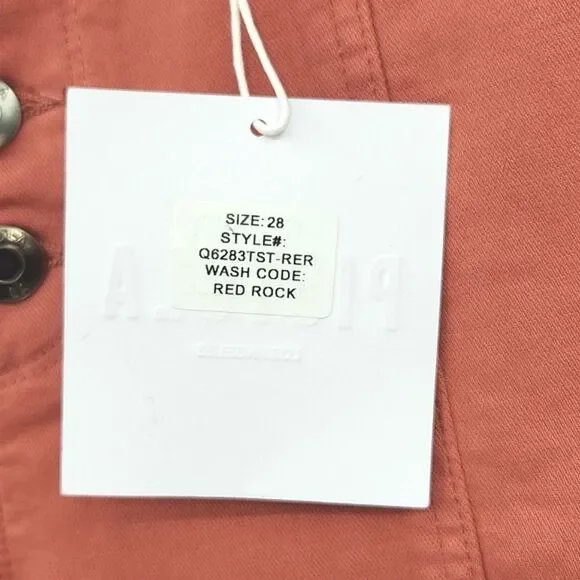 SIZE: 28
STYLE#:
Q6283TST-RER
WASH CODE:
RED ROCK